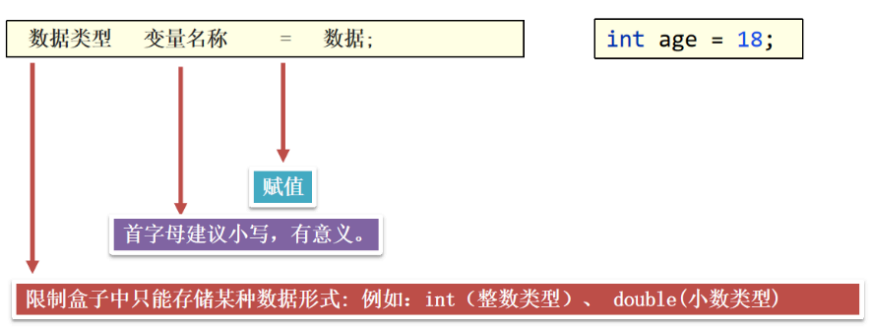 数据类型 变量名称 = 数据;
int age = 18;
赋值
首字母建议小写，有意义。
限制盒子中只能存储某种数据形式: 例如: int（整数类型）、 double(小数类型)